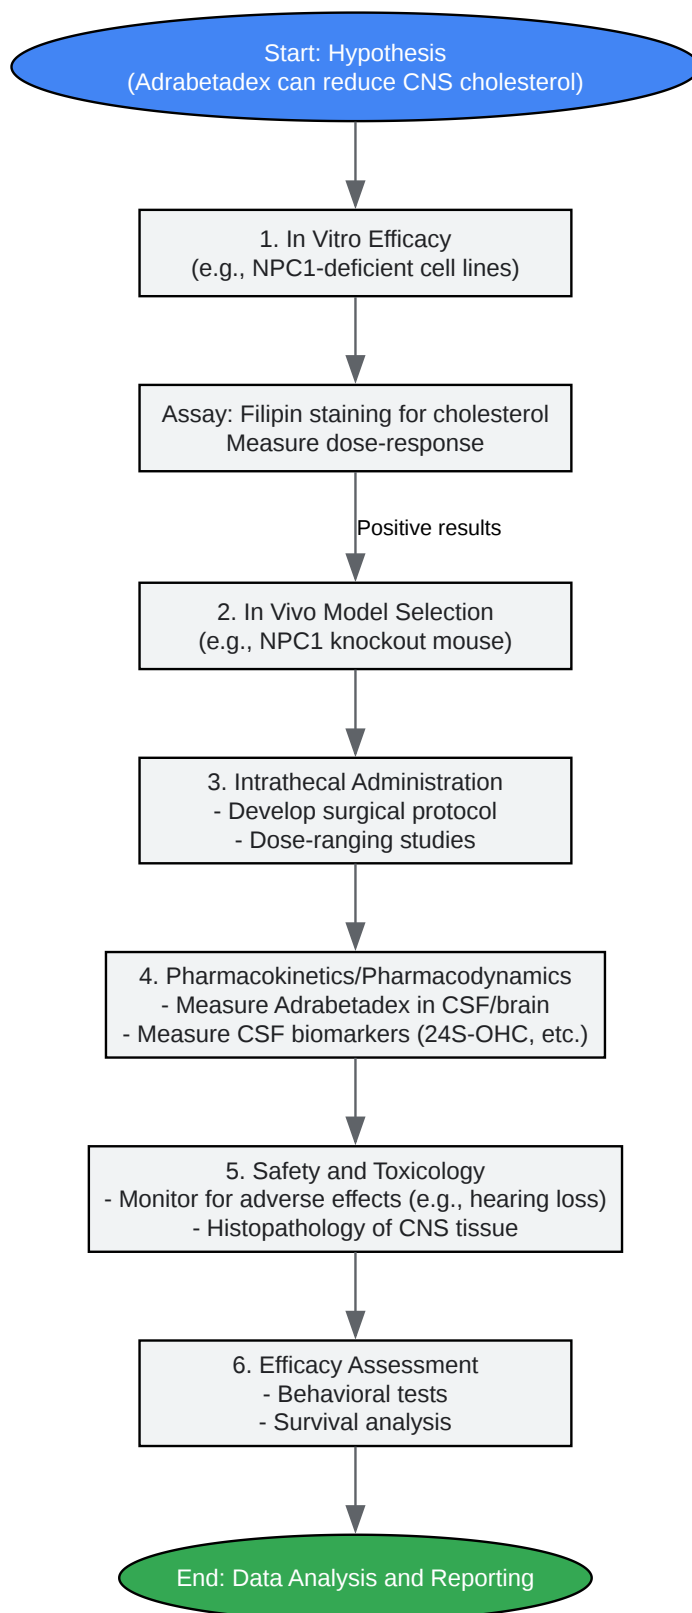 Start: Hypothesis
(Adrabetadex can reduce CNS cholesterol)
1. In Vitro Efficacy
(e.g., NPC1-deficient cell lines)
Assay: Filipin staining for cholesterol
Measure dose-response
Positive results
2. In Vivo Model Selection
(e.g., NPC1 knockout mouse)
3. Intrathecal Administration
- Develop surgical protocol
- Dose-ranging studies
4. Pharmacokinetics/Pharmacodynamics
- Measure Adrabetadex in CSF/brain
- Measure CSF biomarkers (24S-OHC, etc.)
5. Safety and Toxicology
- Monitor for adverse effects (e.g., hearing loss)
- Histopathology of CNS tissue
6. Efficacy Assessment
- Behavioral tests
- Survival analysis
End: Data Analysis and Reporting